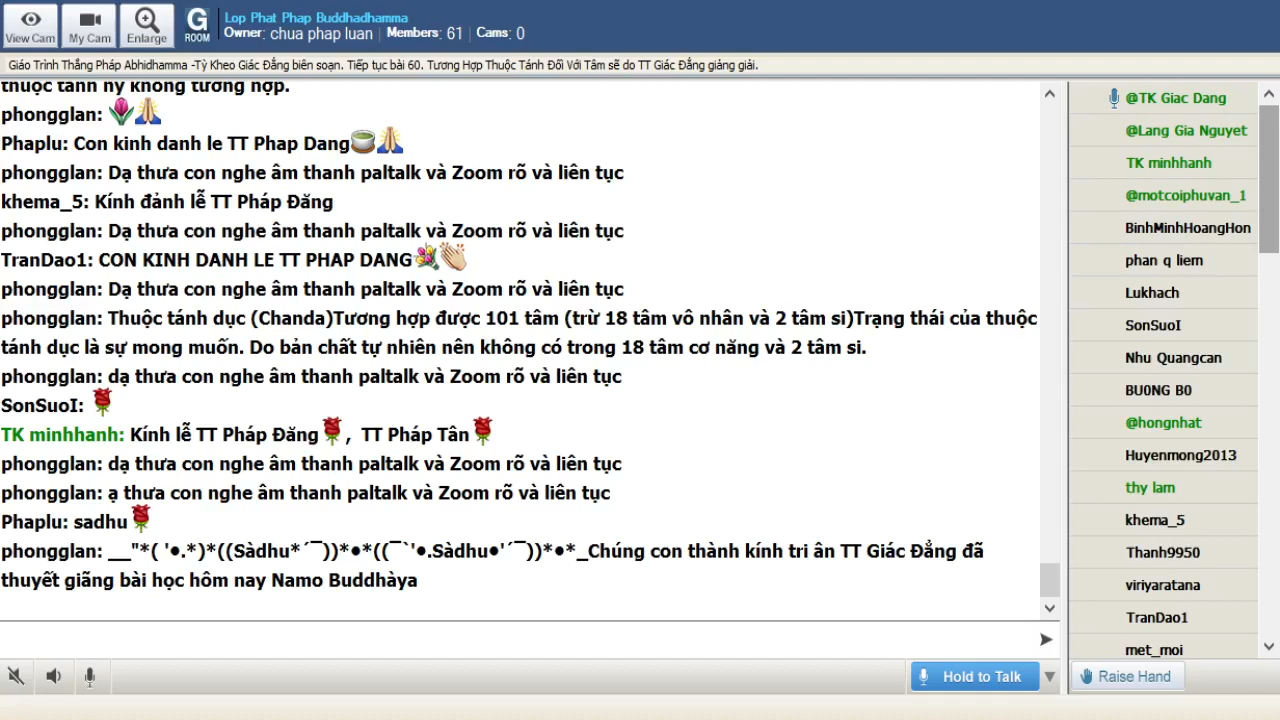 View Cam
My Cam
Enlarge
G
ROOM
Lop Phat Phap Buddhadhamma
Owner: chua phap luan | Members: 61 | Cams: 0
Giáo Trình Thắng Pháp Abhidhamma -Tỳ Kheo Giác Đẳng biên soạn. Tiếp tục bài 60. Tương Hợp Thuộc Tánh Đối Với Tâm sẽ do TT Giác Đẳng giảng giải.
thuộc tánh nỵ không tương hợp.
phongglan: 🌷🙏
Phaplu: Con kinh danh le TT Phap Dang🍵🙏
phongglan: Dạ thưa con nghe âm thanh paltalk và Zoom rõ và liên tục
khema_5: Kính đảnh lễ TT Pháp Đăng
phongglan: Dạ thưa con nghe âm thanh paltalk và Zoom rõ và liên tục
TranDao1: CON KINH DANH LE TT PHAP DANG💐👏
phongglan: Dạ thưa con nghe âm thanh paltalk và Zoom rõ và liên tục
phongglan: Thuộc tánh dục (Chanda)Tương hợp được 101 tâm (trừ 18 tâm vô nhân và 2 tâm si)Trạng thái của thuộc
tánh dục là sự mong muốn. Do bản chất tự nhiên nên không có trong 18 tâm cơ năng và 2 tâm si.
phongglan: dạ thưa con nghe âm thanh paltalk và Zoom rõ và liên tục
SonSuoI: 🌹
TK minhhanh: Kính lễ TT Pháp Đăng🌹, TT Pháp Tân🌹
phongglan: dạ thưa con nghe âm thanh paltalk và Zoom rõ và liên tục
phongglan: ạ thưa con nghe âm thanh paltalk và Zoom rõ và liên tục
Phaplu: sadhu🌹
phongglan: __"*( '•.*)*((Sàdhu*´¯))*•*((¯`'•.Sàdhu•'´¯))*•*_Chúng con thành kính tri ân TT Giác Đẳng đã
thuyết giãng bài học hôm nay Namo Buddhàya
Hold to Talk
@TK Giac Dang
@Lang Gia Nguyet
TK minhhanh
@motcoiphuvan_1
BinhMinhHoangHon
phan q liem
Lukhach
SonSuoI
Nhu Quangcan
BU0NG B0
@hongnhat
Huyenmong2013
thy lam
khema_5
Thanh9950
viriyaratana
TranDao1
met_moi
Raise Hand